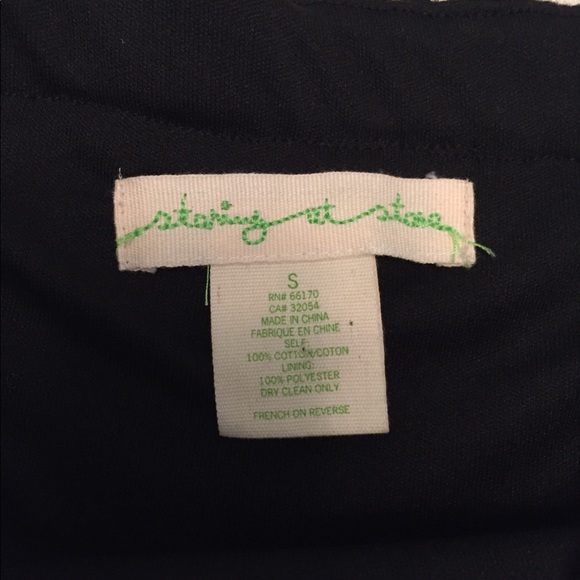 staring at stars
S
RN# 66170
CA# 32054
MADE IN CHINA
FABRIQUE EN CHINE
SELF:
100% COTTON/COTON
LINING:
100% POLYESTER
DRY CLEAN ONLY
FRENCH ON REVERSE